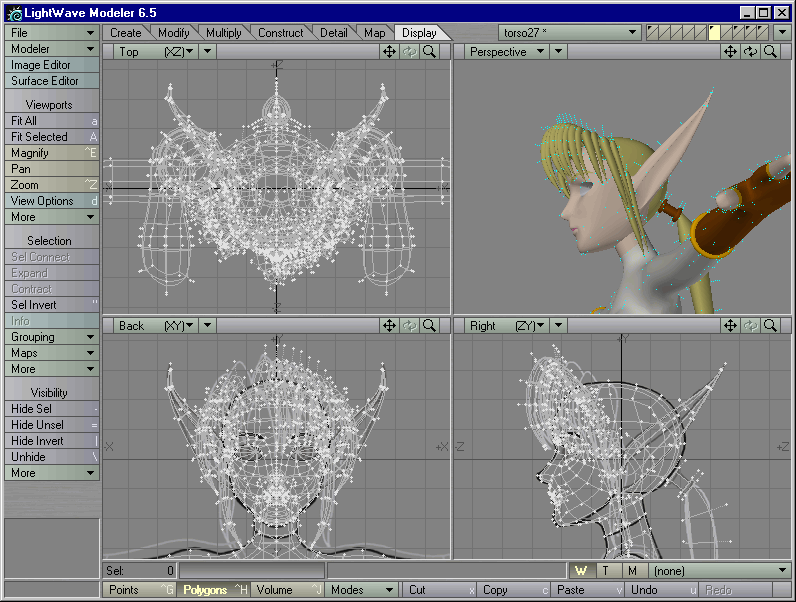 LightWave Modeler 6.5
File
Modeler
Image Editor
Surface Editor
Viewports
Fit All a
Fit Selected A
Magnify ^E
Pan
Zoom ^Z
View Options d
More
Selection
Sel Connect
Expand
Contract
Sel Invert "
Info
Grouping
Maps
More
Visibility
Hide Sel -
Hide Unsel =
Hide Invert |
Unhide \
More
Create Modify Multiply Construct Detail Map Display
torso27 *
Top (XZ)
Perspective
+Z
-X +X
-Z
Back (XY)
Right (ZY)
+Y +Y
-X +X -Z +Z
Sel: 0
W T M (none)
Points ^G Polygons ^H Volume ^J Modes Cut x Copy c Paste v Undo u Redo